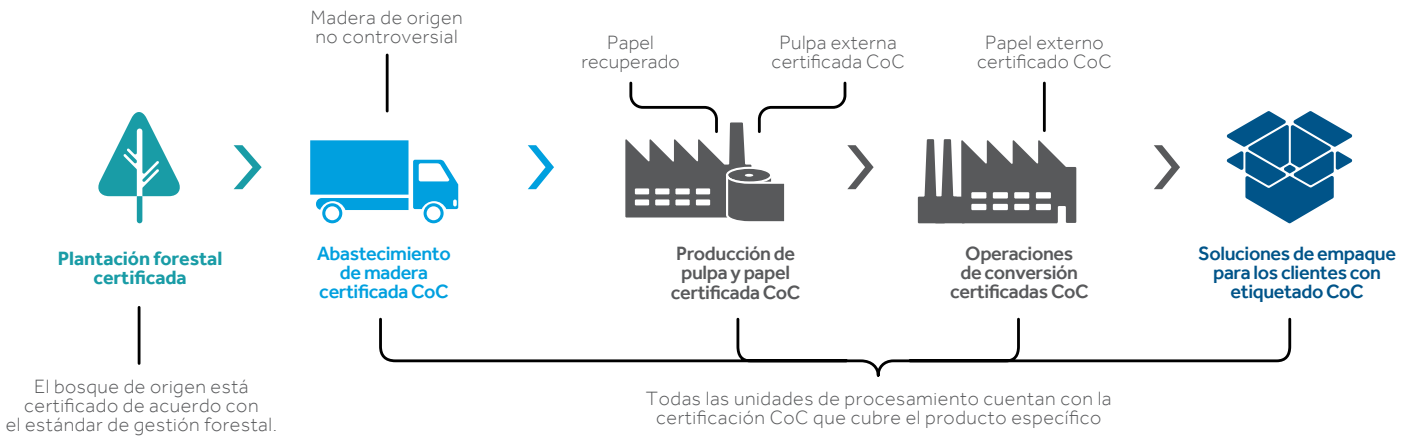 Madera de origen
no controversial
Papel
recuperado
Pulpa externa
certificada CoC
Papel externo
certificado CoC
Plantación forestal
certificada
Abastecimiento
de madera
certificada CoC
Producción de
pulpa y papel
certificada CoC
Operaciones
de conversión
certificadas CoC
Soluciones de empaque
para los clientes con
etiquetado CoC
El bosque de origen está
certificado de acuerdo con
el estándar de gestión forestal.
Todas las unidades de procesamiento cuentan con la
certificación CoC que cubre el producto específico